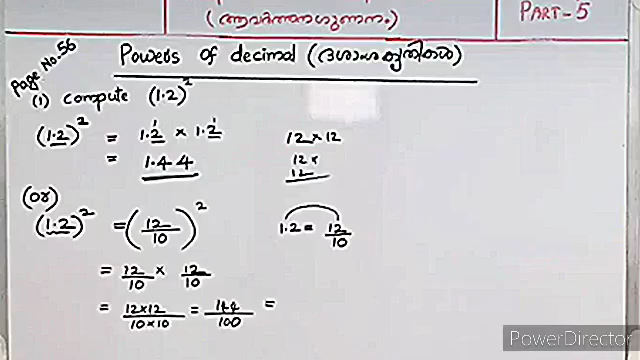 (ആവർത്തനഗുണനം)
PART-5
Page No.56
Powers of decimal (ദശാംശകൃതികൾ)
(1) compute (1.2)²
(1.2)² = 1.2 × 1.2
= 1.44
12 × 12
12 ×
12
(or)
(1.2)² = (12/10)²
1.2 = 12/10
= 12/10 × 12/10
= 12×12/10×10 = 144/100 =
PowerDirector